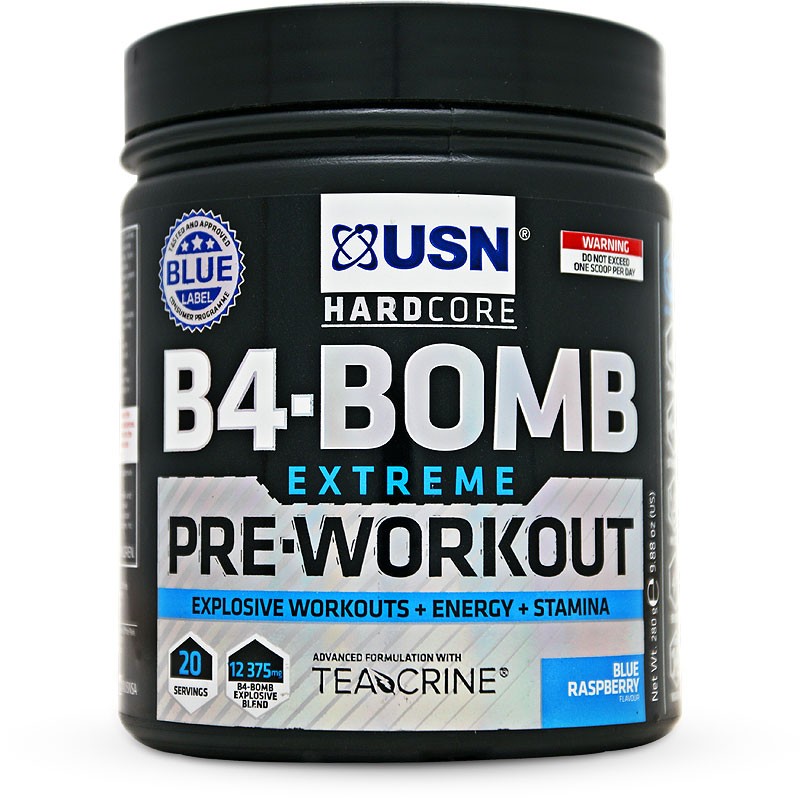 TESTED AND APPROVED
BLUE
LABEL
CONSUMER PROGRAMME
USN®
HARDCORE
WARNING
DO NOT EXCEED
ONE SCOOP PER DAY
B4-BOMB
EXTREME
PRE-WORKOUT
EXPLOSIVE WORKOUTS + ENERGY + STAMINA
20
SERVINGS
12 375mg
B4-BOMB
EXPLOSIVE
BLEND
ADVANCED FORMULATION WITH
TEACRINE®
BLUE
RASPBERRY
FLAVOUR
Net Wt. 280 g e 9.88 oz (US)